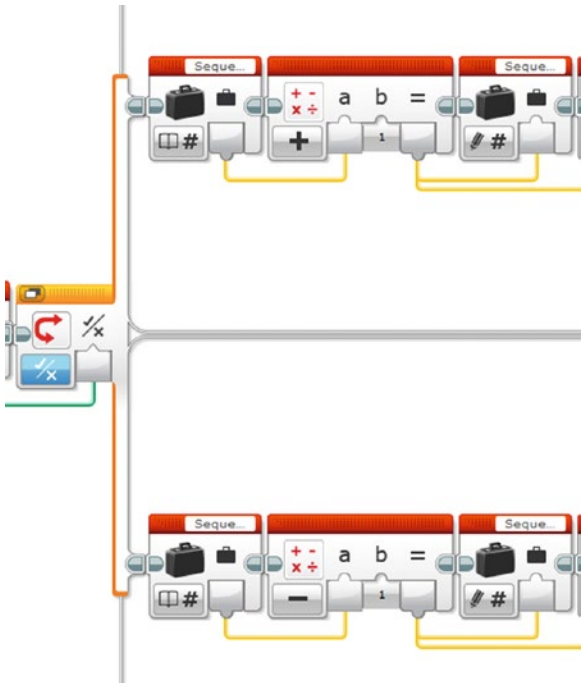 Seque... Seque...
# + - × ÷ a b = #
+ 1
Seque... Seque...
# + - × ÷ a b = #
- 1